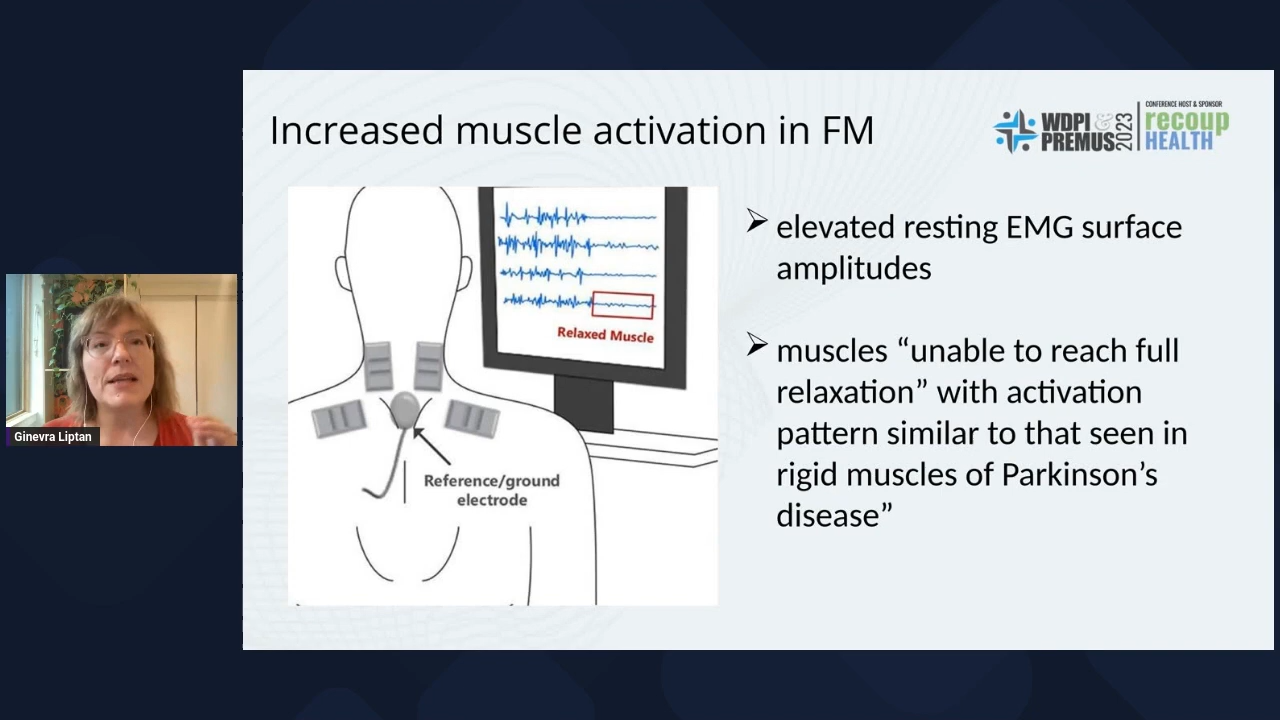 Increased muscle activation in FM
CONFERENCE HOST & SPONSOR
WDPI &
PREMUS 2023
recoup
HEALTH
Relaxed Muscle
Reference/ground
electrode
➢ elevated resting EMG surface
amplitudes
➢ muscles “unable to reach full
relaxation” with activation
pattern similar to that seen in
rigid muscles of Parkinson’s
disease”
Ginevra Liptan